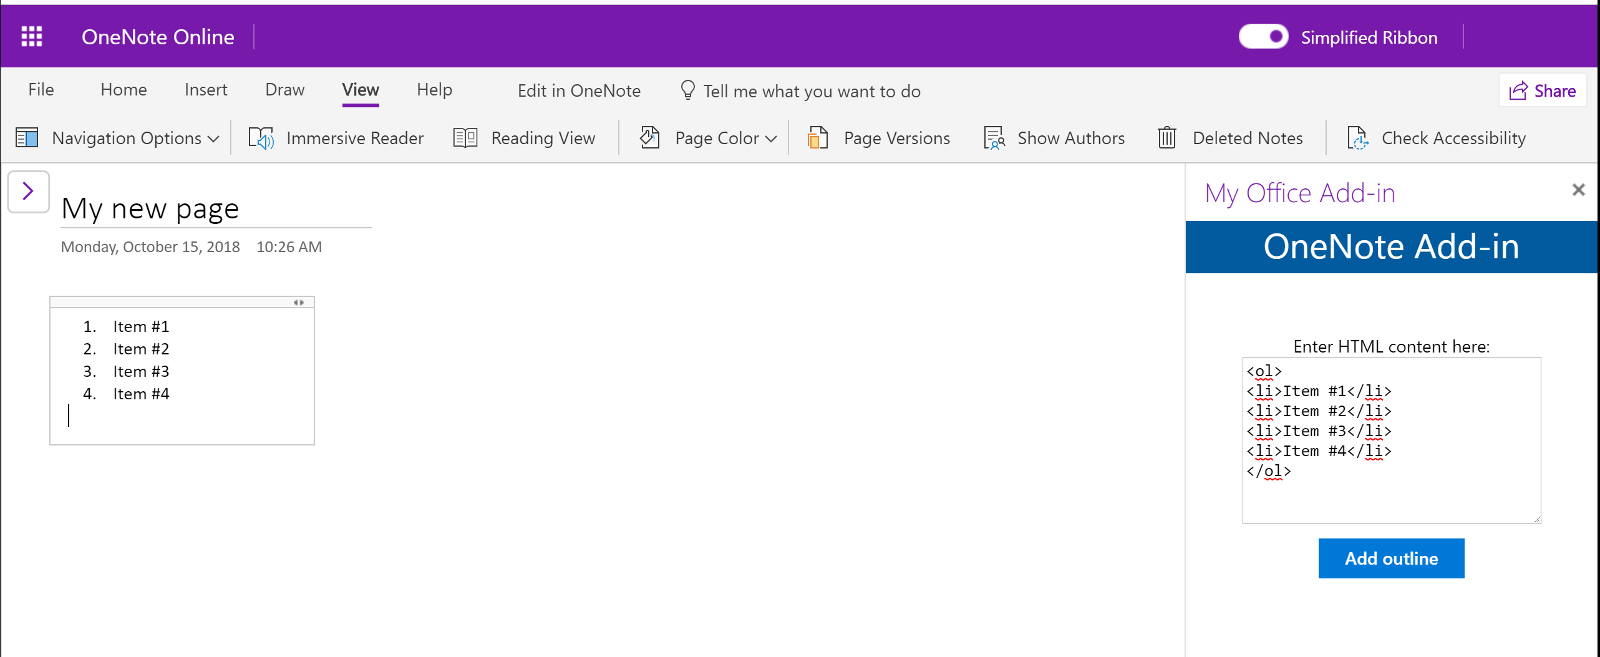 OneNote Online
Simplified Ribbon
File Home Insert Draw View Help Edit in OneNote Tell me what you want to do Share
Navigation Options Immersive Reader Reading View Page Color Page Versions Show Authors Deleted Notes Check Accessibility
My new page
Monday, October 15, 2018 10:26 AM
1. Item #1
2. Item #2
3. Item #3
4. Item #4
My Office Add-in
OneNote Add-in
Enter HTML content here:
<ol>
<li>Item #1</li>
<li>Item #2</li>
<li>Item #3</li>
<li>Item #4</li>
</ol>
Add outline